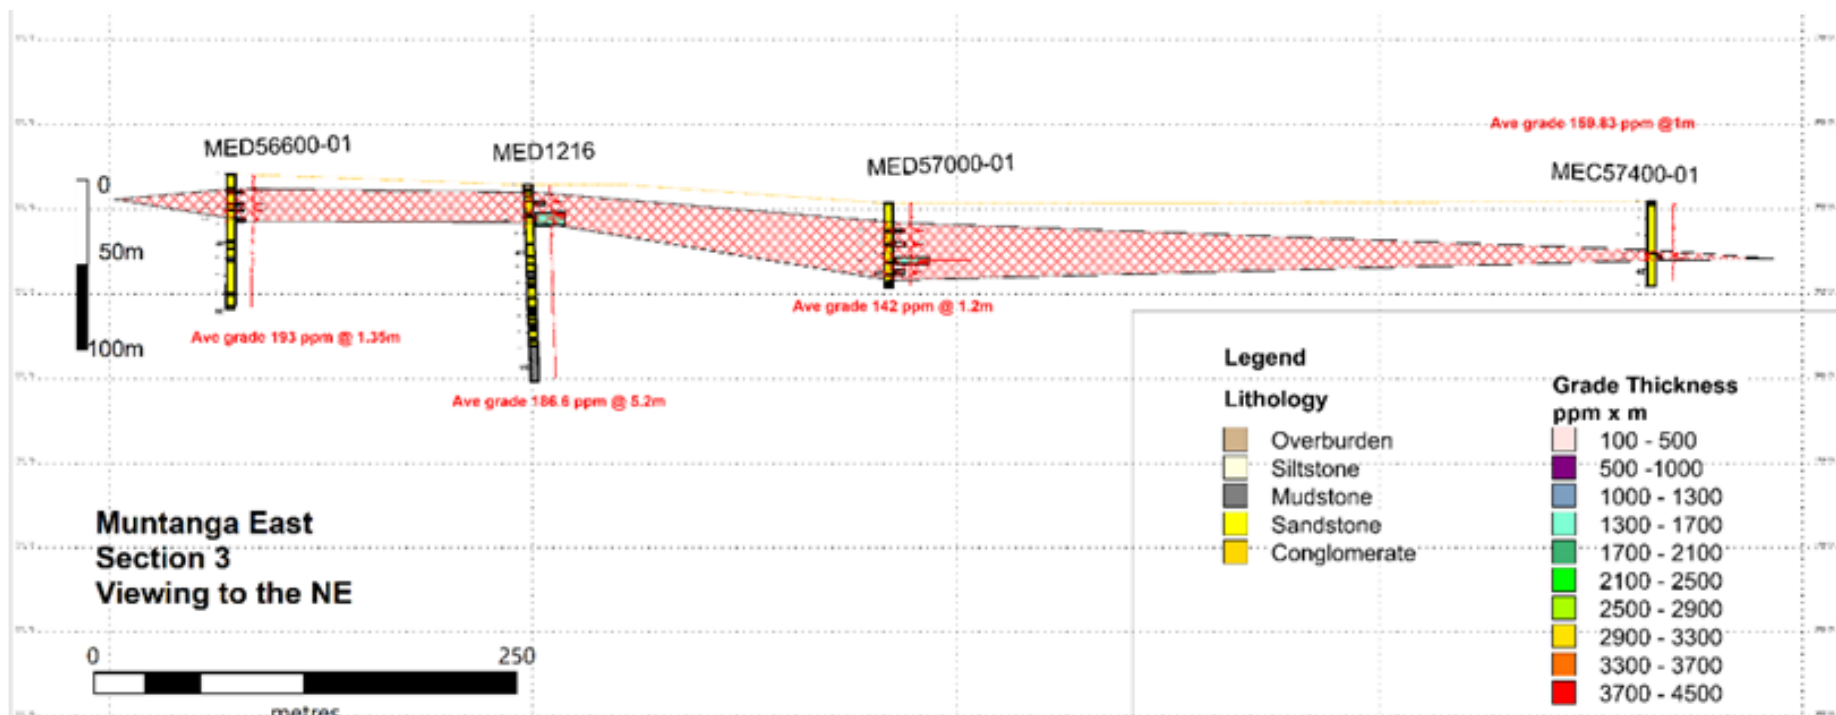 Ave grade 159.83 ppm @1m
MED56600-01
MED1216
MED57000-01
MEC57400-01
0
50m
100m
Ave grade 193 ppm @ 1.35m
Ave grade 142 ppm @ 1.2m
Ave grade 186.6 ppm @ 5.2m
Legend
Lithology
Overburden
Siltstone
Mudstone
Sandstone
Conglomerate
Grade Thickness
ppm x m
100 - 500
500 -1000
1000 - 1300
1300 - 1700
1700 - 2100
2100 - 2500
2500 - 2900
2900 - 3300
3300 - 3700
3700 - 4500
Muntanga East
Section 3
Viewing to the NE
0 250
metres